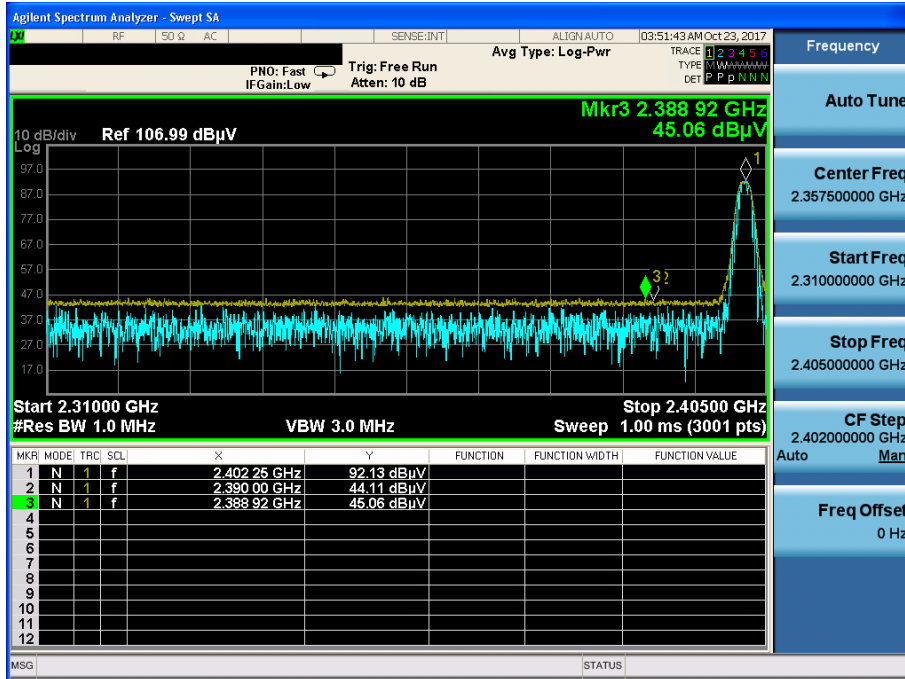 Agilent Spectrum Analyzer - Swept SA
LXI RF 50 Ω AC SENSE:INT ALIGN AUTO 03:51:43 AM Oct 23, 2017
Avg Type: Log-Pwr TRACE 1 2 3 4 5 6
PNO: Fast Trig: Free Run TYPE M WWWWW
IFGain:Low Atten: 10 dB DET P P p N N N
Mkr3 2.388 92 GHz
10 dB/div Ref 106.99 dBµV 45.06 dBµV
Log
97.0
87.0
77.0
67.0
57.0
47.0
37.0
27.0
17.0
1
3 2
Start 2.31000 GHz Stop 2.40500 GHz
#Res BW 1.0 MHz VBW 3.0 MHz Sweep 1.00 ms (3001 pts)
MKR MODE TRC SCL X Y FUNCTION FUNCTION WIDTH FUNCTION VALUE
1 N 1 f 2.402 25 GHz 92.13 dBµV
2 N 1 f 2.390 00 GHz 44.11 dBµV
3 N 1 f 2.388 92 GHz 45.06 dBµV
4
5
6
7
8
9
10
11
12
MSG STATUS
Frequency
Auto Tune
Center Freq
2.357500000 GHz
Start Freq
2.310000000 GHz
Stop Freq
2.405000000 GHz
CF Step
2.402000000 GHz
Auto Man
Freq Offset
0 Hz